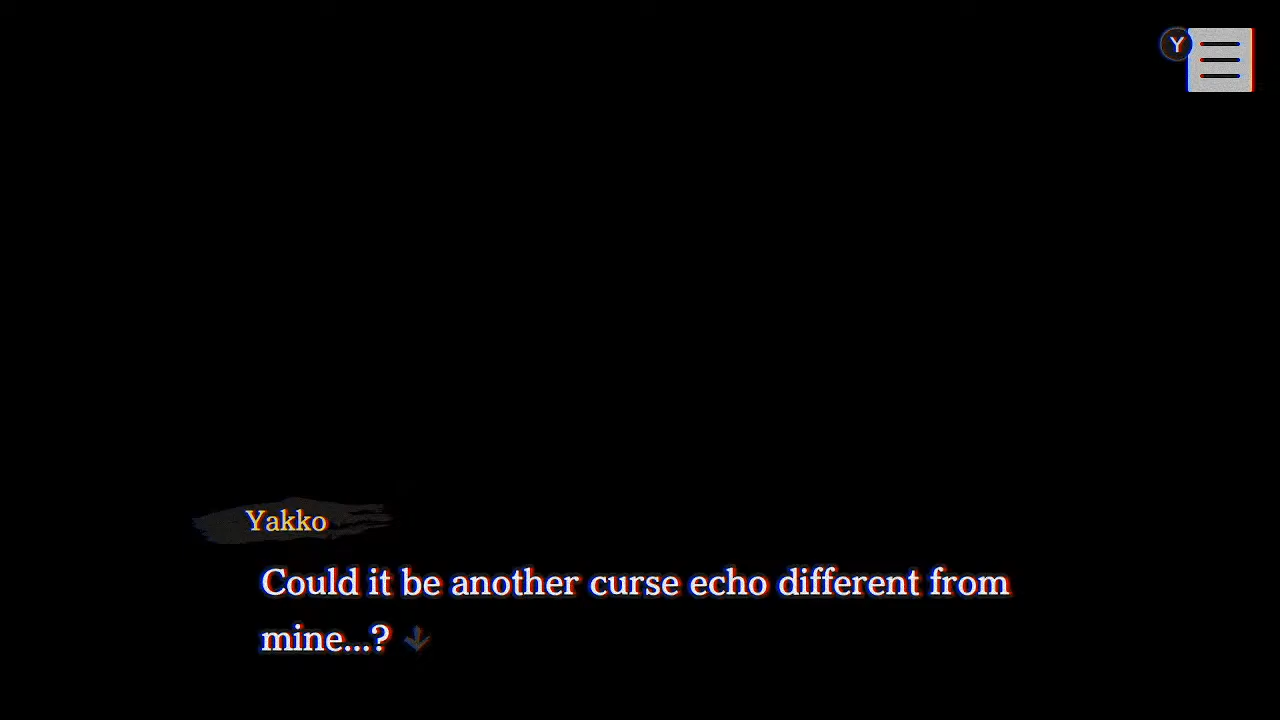 Y
Yakko
Could it be another curse echo different from
mine...?